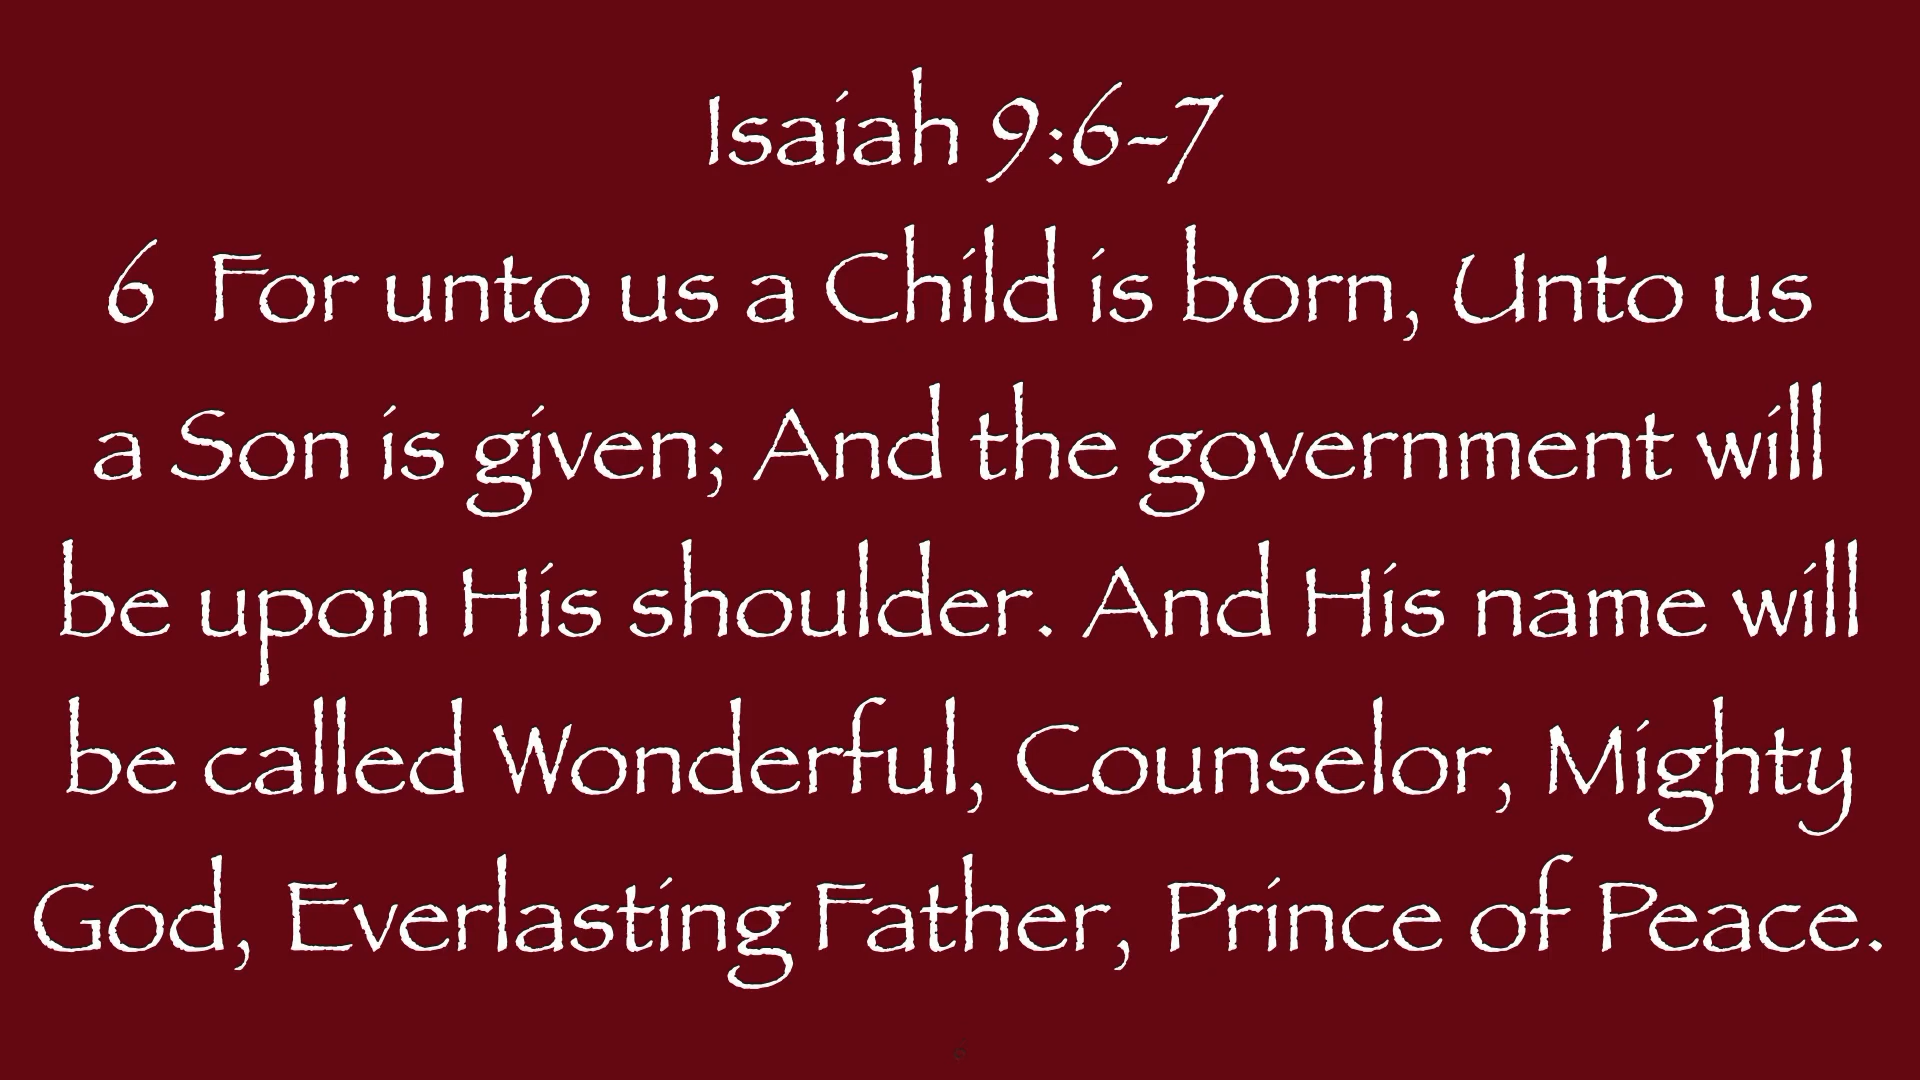 Isaiah 9:6-7
6 For unto us a Child is born, Unto us
a Son is given; And the government will
be upon His shoulder. And His name will
be called Wonderful, Counselor, Mighty
God, Everlasting Father, Prince of Peace.